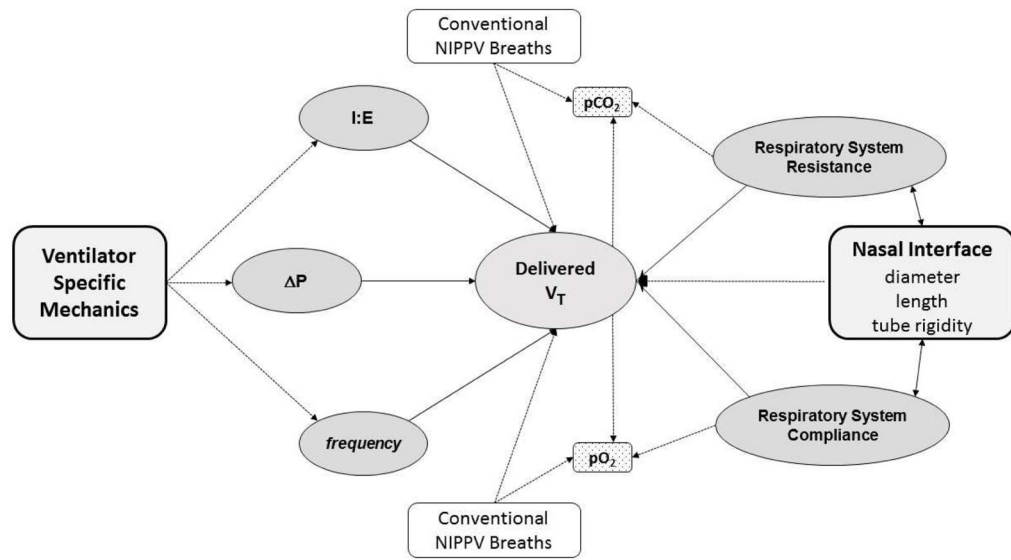 Conventional
NIPPV Breaths
pCO₂
I:E
Respiratory System
Resistance
Ventilator
Specific
Mechanics
ΔP
Delivered
V_T
Nasal Interface
diameter
length
tube rigidity
frequency
Respiratory System
Compliance
pO₂
Conventional
NIPPV Breaths